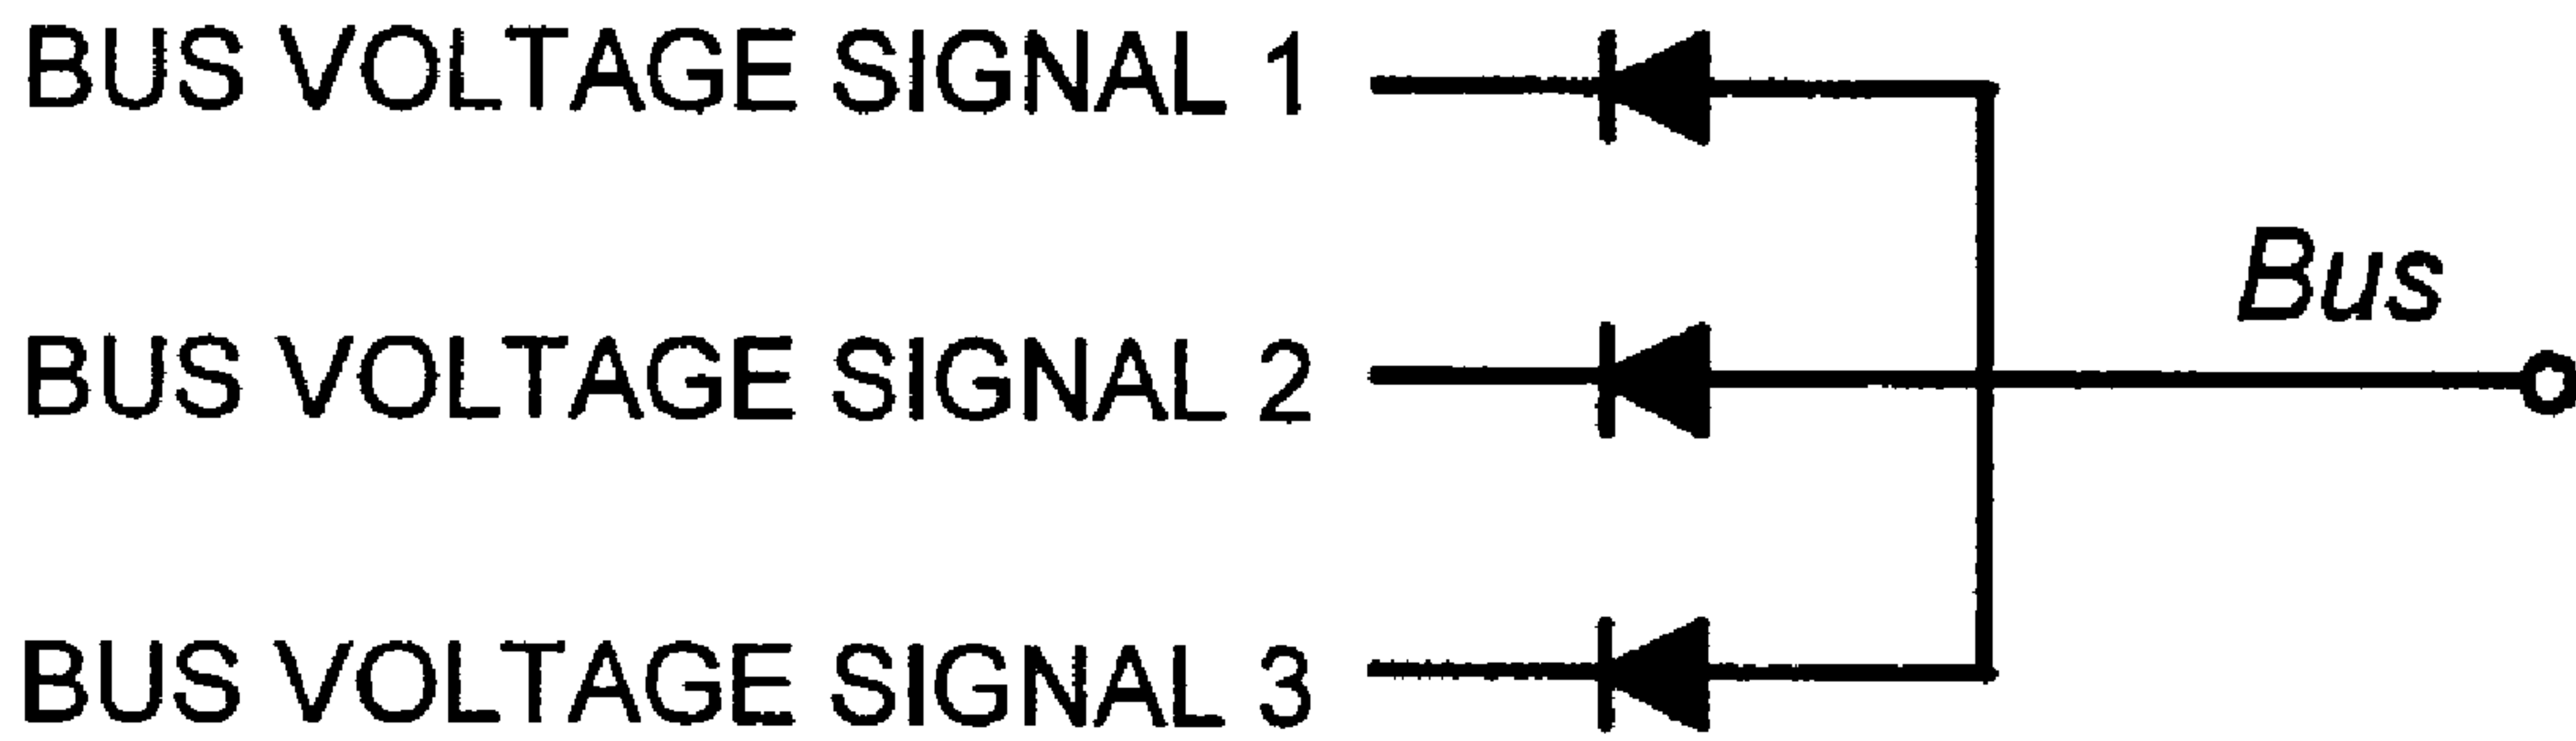 BUS VOLTAGE SIGNAL 1
Bus
BUS VOLTAGE SIGNAL 2
BUS VOLTAGE SIGNAL 3